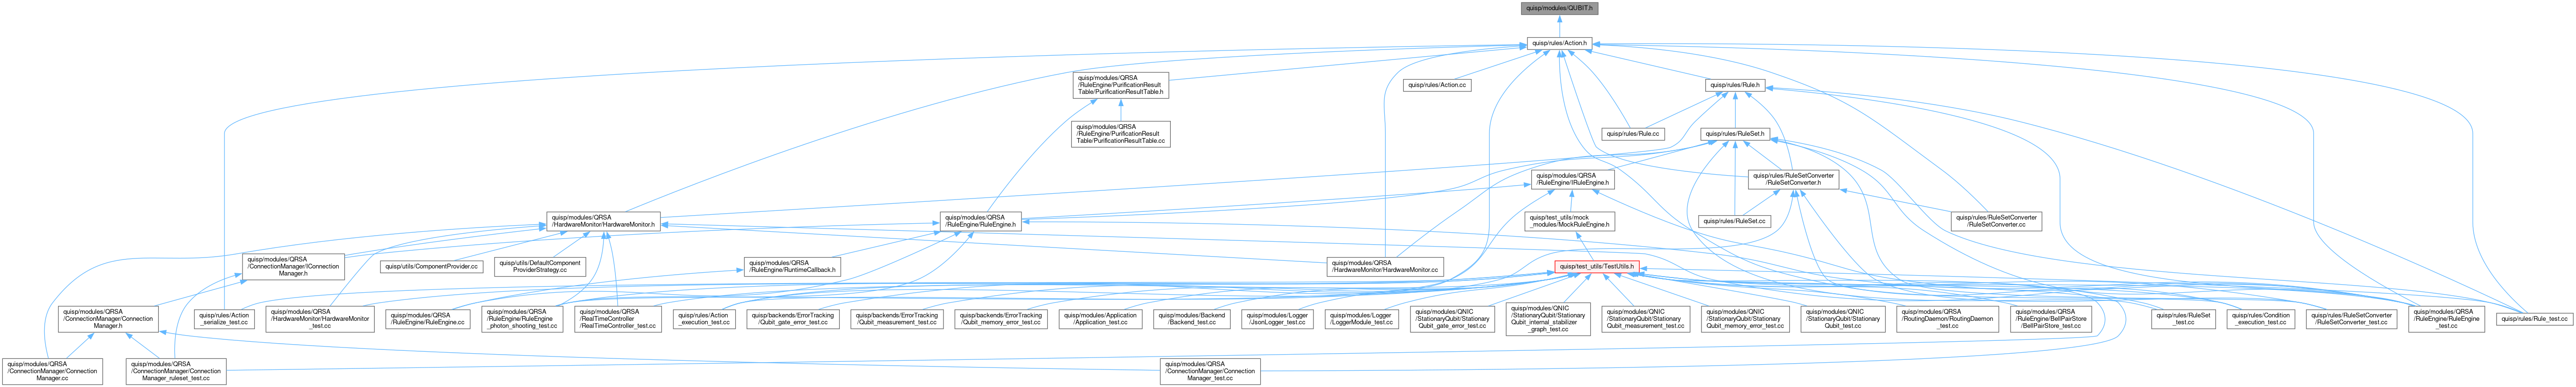 quisp/modules/QUBIT.h
quisp/rules/Action.h
quisp/modules/QRSA
/RuleEngine/PurificationResult
Table/PurificationResultTable.h
quisp/rules/Action.cc
quisp/rules/Rule.h
quisp/modules/QRSA
/RuleEngine/PurificationResult
Table/PurificationResultTable.cc
quisp/rules/Rule.cc
quisp/rules/RuleSet.h
quisp/modules/QRSA
/RuleEngine/IRuleEngine.h
quisp/rules/RuleSetConverter
/RuleSetConverter.h
quisp/modules/QRSA
/HardwareMonitor/HardwareMonitor.h
quisp/modules/QRSA
/RuleEngine/RuleEngine.h
quisp/test_utils/mock
_modules/MockRuleEngine.h
quisp/rules/RuleSet.cc
quisp/rules/RuleSetConverter
/RuleSetConverter.cc
quisp/modules/QRSA
/ConnectionManager/IConnection
Manager.h
quisp/utils/ComponentProvider.cc
quisp/utils/DefaultComponent
ProviderStrategy.cc
quisp/modules/QRSA
/RuleEngine/RuntimeCallback.h
quisp/modules/QRSA
/HardwareMonitor/HardwareMonitor.cc
quisp/test_utils/TestUtils.h
quisp/modules/QRSA
/ConnectionManager/Connection
Manager.h
quisp/rules/Action
_serialize_test.cc
quisp/modules/QRSA
/HardwareMonitor/HardwareMonitor
_test.cc
quisp/modules/QRSA
/RuleEngine/RuleEngine.cc
quisp/modules/QRSA
/RuleEngine/RuleEngine
_photon_shooting_test.cc
quisp/modules/QRSA
/RealTimeController
/RealTimeController_test.cc
quisp/rules/Action
_execution_test.cc
quisp/backends/ErrorTracking
/Qubit_gate_error_test.cc
quisp/backends/ErrorTracking
/Qubit_measurement_test.cc
quisp/backends/ErrorTracking
/Qubit_memory_error_test.cc
quisp/modules/Application
/Application_test.cc
quisp/modules/Backend
/Backend_test.cc
quisp/modules/Logger
/JsonLogger_test.cc
quisp/modules/Logger
/LoggerModule_test.cc
quisp/modules/QNIC
/StationaryQubit/Stationary
Qubit_gate_error_test.cc
quisp/modules/QNIC
/StationaryQubit/Stationary
Qubit_internal_stabilizer
_graph_test.cc
quisp/modules/QNIC
/StationaryQubit/Stationary
Qubit_measurement_test.cc
quisp/modules/QNIC
/StationaryQubit/Stationary
Qubit_memory_error_test.cc
quisp/modules/QNIC
/StationaryQubit/Stationary
Qubit_test.cc
quisp/modules/QRSA
/RoutingDaemon/RoutingDaemon
_test.cc
quisp/modules/QRSA
/RuleEngine/BellPairStore
/BellPairStore_test.cc
quisp/rules/RuleSet
_test.cc
quisp/rules/Condition
_execution_test.cc
quisp/rules/RuleSetConverter
/RuleSetConverter_test.cc
quisp/modules/QRSA
/RuleEngine/RuleEngine
_test.cc
quisp/rules/Rule_test.cc
quisp/modules/QRSA
/ConnectionManager/Connection
Manager.cc
quisp/modules/QRSA
/ConnectionManager/Connection
Manager_ruleset_test.cc
quisp/modules/QRSA
/ConnectionManager/Connection
Manager_test.cc